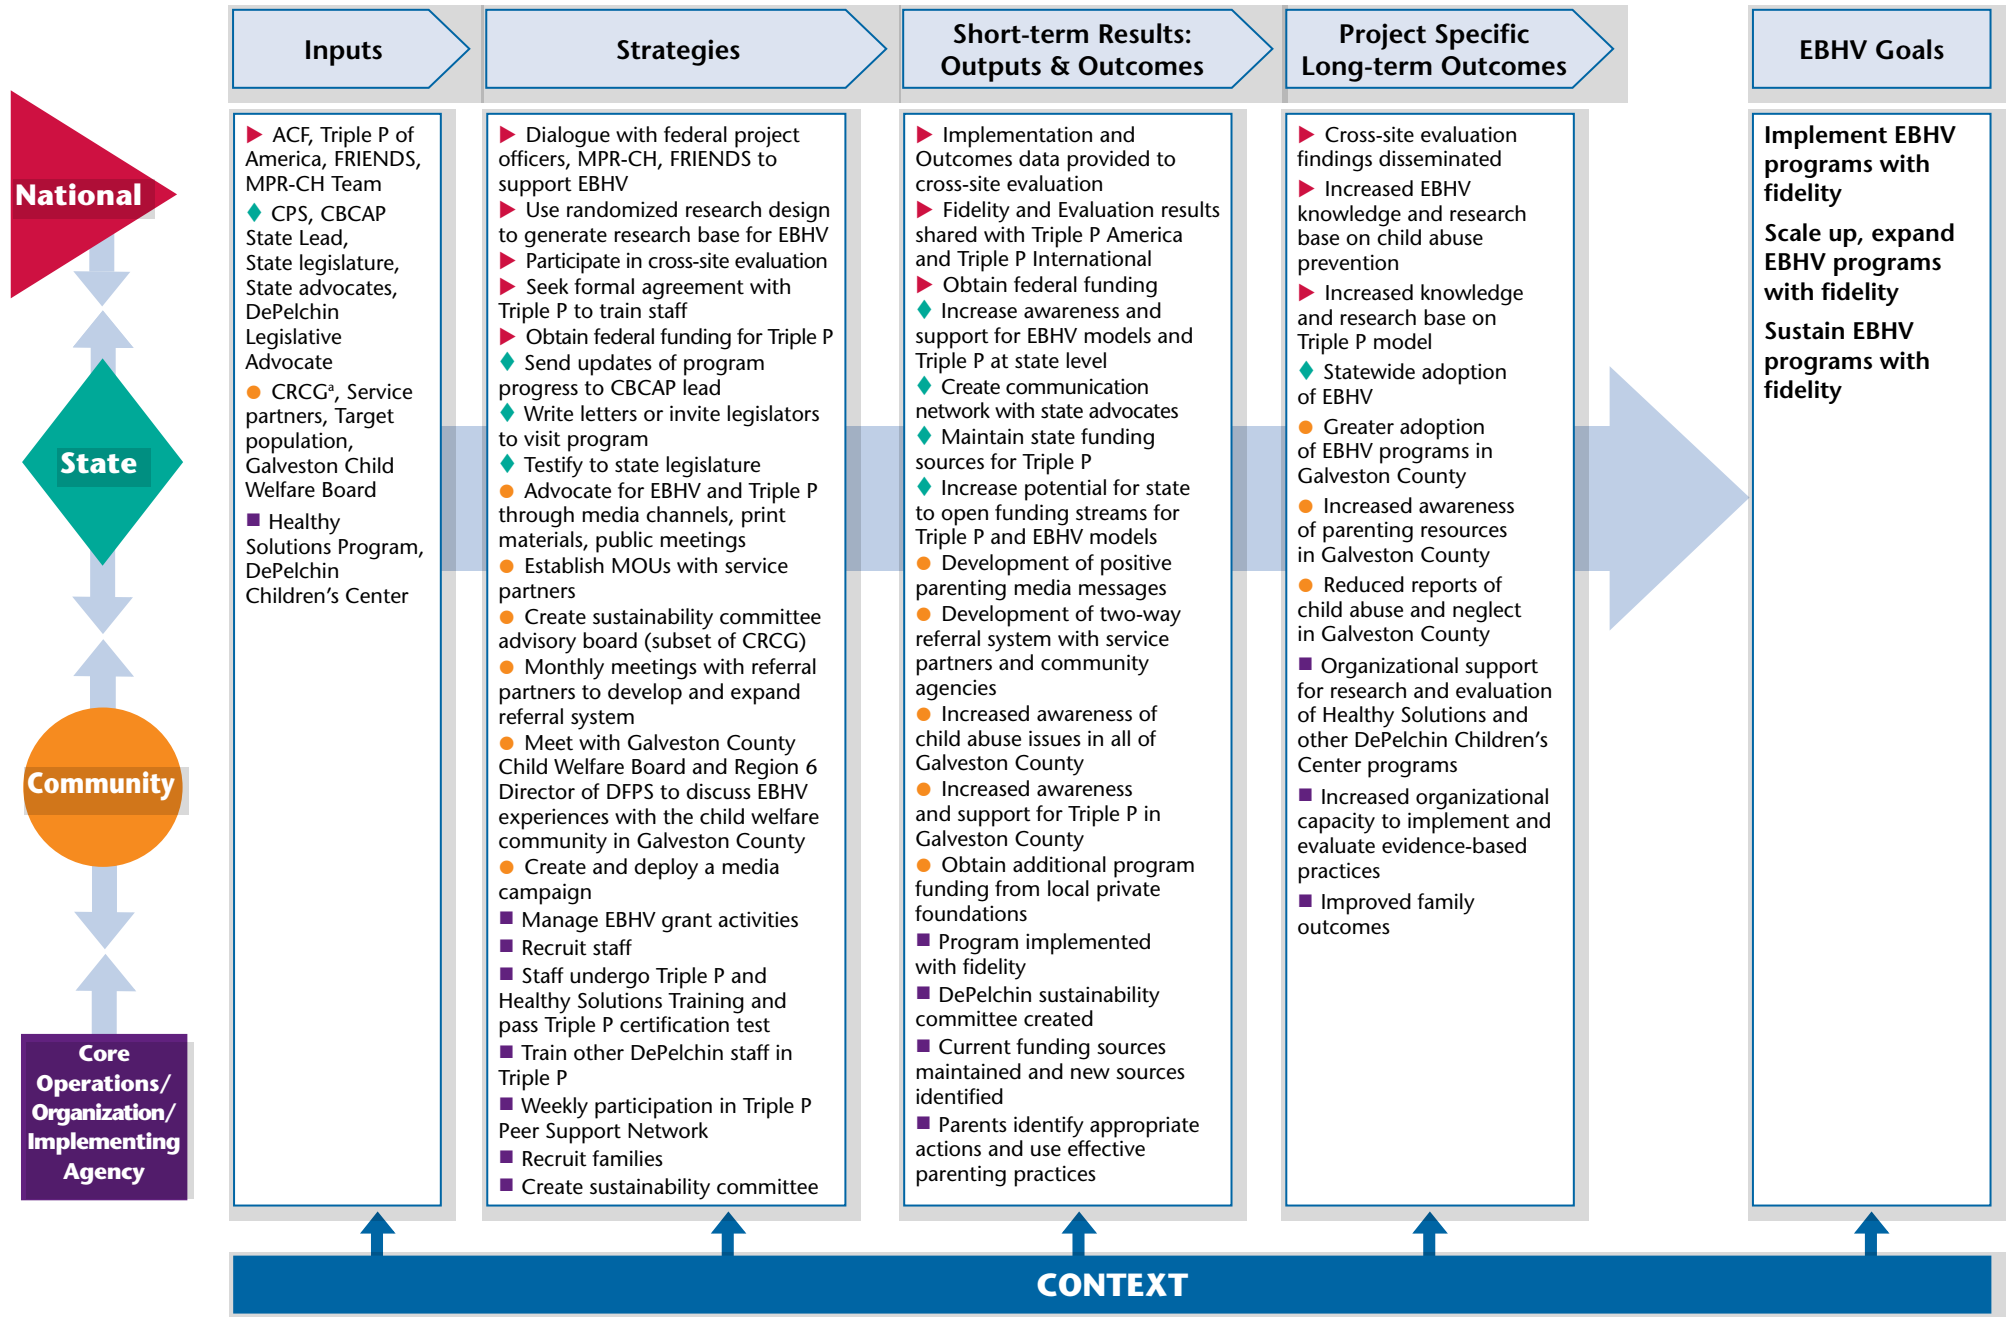 Inputs
Strategies
Short-term Results:
Outputs & Outcomes
Project Specific
Long-term Outcomes
EBHV Goals
National
State
Community
Core
Operations/
Organization/
Implementing
Agency
ACF, Triple P of
America, FRIENDS,
MPR-CH Team
CPS, CBCAP
State Lead,
State legislature,
State advocates,
DePelchin
Legislative
Advocate
CRCGª, Service
partners, Target
population,
Galveston Child
Welfare Board
Healthy
Solutions Program,
DePelchin
Children’s Center
Dialogue with federal project
officers, MPR-CH, FRIENDS to
support EBHV
Use randomized research design
to generate research base for EBHV
Participate in cross-site evaluation
Seek formal agreement with
Triple P to train staff
Obtain federal funding for Triple P
Send updates of program
progress to CBCAP lead
Write letters or invite legislators
to visit program
Testify to state legislature
Advocate for EBHV and Triple P
through media channels, print
materials, public meetings
Establish MOUs with service
partners
Create sustainability committee
advisory board (subset of CRCG)
Monthly meetings with referral
partners to develop and expand
referral system
Meet with Galveston County
Child Welfare Board and Region 6
Director of DFPS to discuss EBHV
experiences with the child welfare
community in Galveston County
Create and deploy a media
campaign
Manage EBHV grant activities
Recruit staff
Staff undergo Triple P and
Healthy Solutions Training and
pass Triple P certification test
Train other DePelchin staff in
Triple P
Weekly participation in Triple P
Peer Support Network
Recruit families
Create sustainability committee
Implementation and
Outcomes data provided to
cross-site evaluation
Fidelity and Evaluation results
shared with Triple P America
and Triple P International
Obtain federal funding
Increase awareness and
support for EBHV models and
Triple P at state level
Create communication
network with state advocates
Maintain state funding
sources for Triple P
Increase potential for state
to open funding streams for
Triple P and EBHV models
Development of positive
parenting media messages
Development of two-way
referral system with service
partners and community
agencies
Increased awareness of
child abuse issues in all of
Galveston County
Increased awareness
and support for Triple P in
Galveston County
Obtain additional program
funding from local private
foundations
Program implemented
with fidelity
DePelchin sustainability
committee created
Current funding sources
maintained and new sources
identified
Parents identify appropriate
actions and use effective
parenting practices
Cross-site evaluation
findings disseminated
Increased EBHV
knowledge and research
base on child abuse
prevention
Increased knowledge
and research base on
Triple P model
Statewide adoption
of EBHV
Greater adoption
of EBHV programs in
Galveston County
Increased awareness
of parenting resources
in Galveston County
Reduced reports of
child abuse and neglect
in Galveston County
Organizational support
for research and evaluation
of Healthy Solutions and
other DePelchin Children’s
Center programs
Increased organizational
capacity to implement and
evaluate evidence-based
practices
Improved family
outcomes
Implement EBHV
programs with
fidelity
Scale up, expand
EBHV programs
with fidelity
Sustain EBHV
programs with
fidelity
CONTEXT